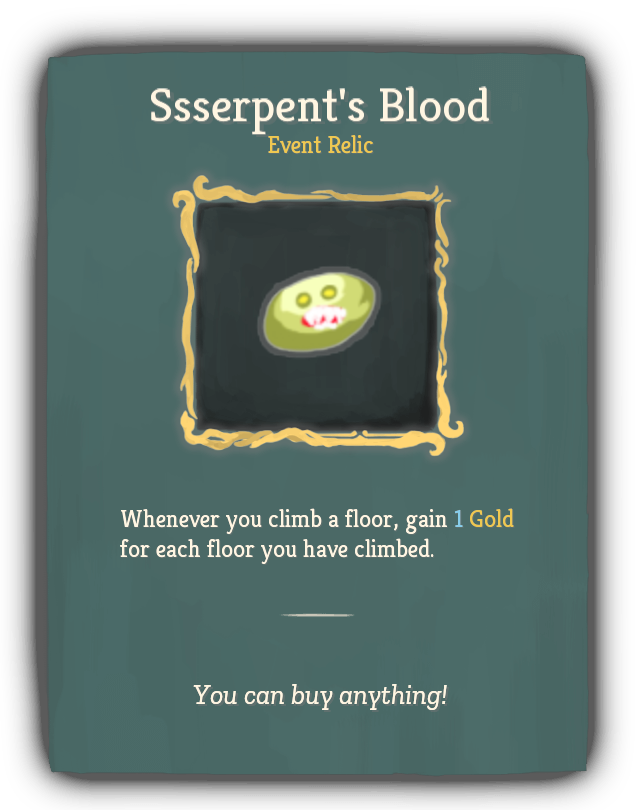 Ssserpent's Blood
Event Relic
Whenever you climb a floor, gain 1 Gold
for each floor you have climbed.
You can buy anything!